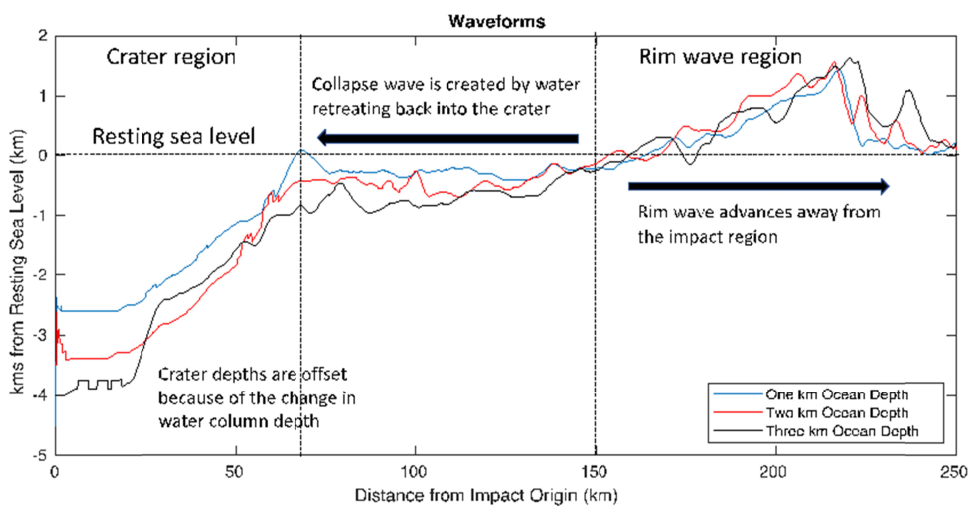 Waveforms
Crater region
Rim wave region
Collapse wave is created by water
retreating back into the crater
Resting sea level
Rim wave advances away from
the impact region
Crater depths are offset
because of the change in
water column depth
One km Ocean Depth
Two km Ocean Depth
Three km Ocean Depth
kms from Resting Sea Level (km)
2
1
0
-1
-2
-3
-4
-5
0
50
100
150
200
250
Distance from Impact Origin (km)